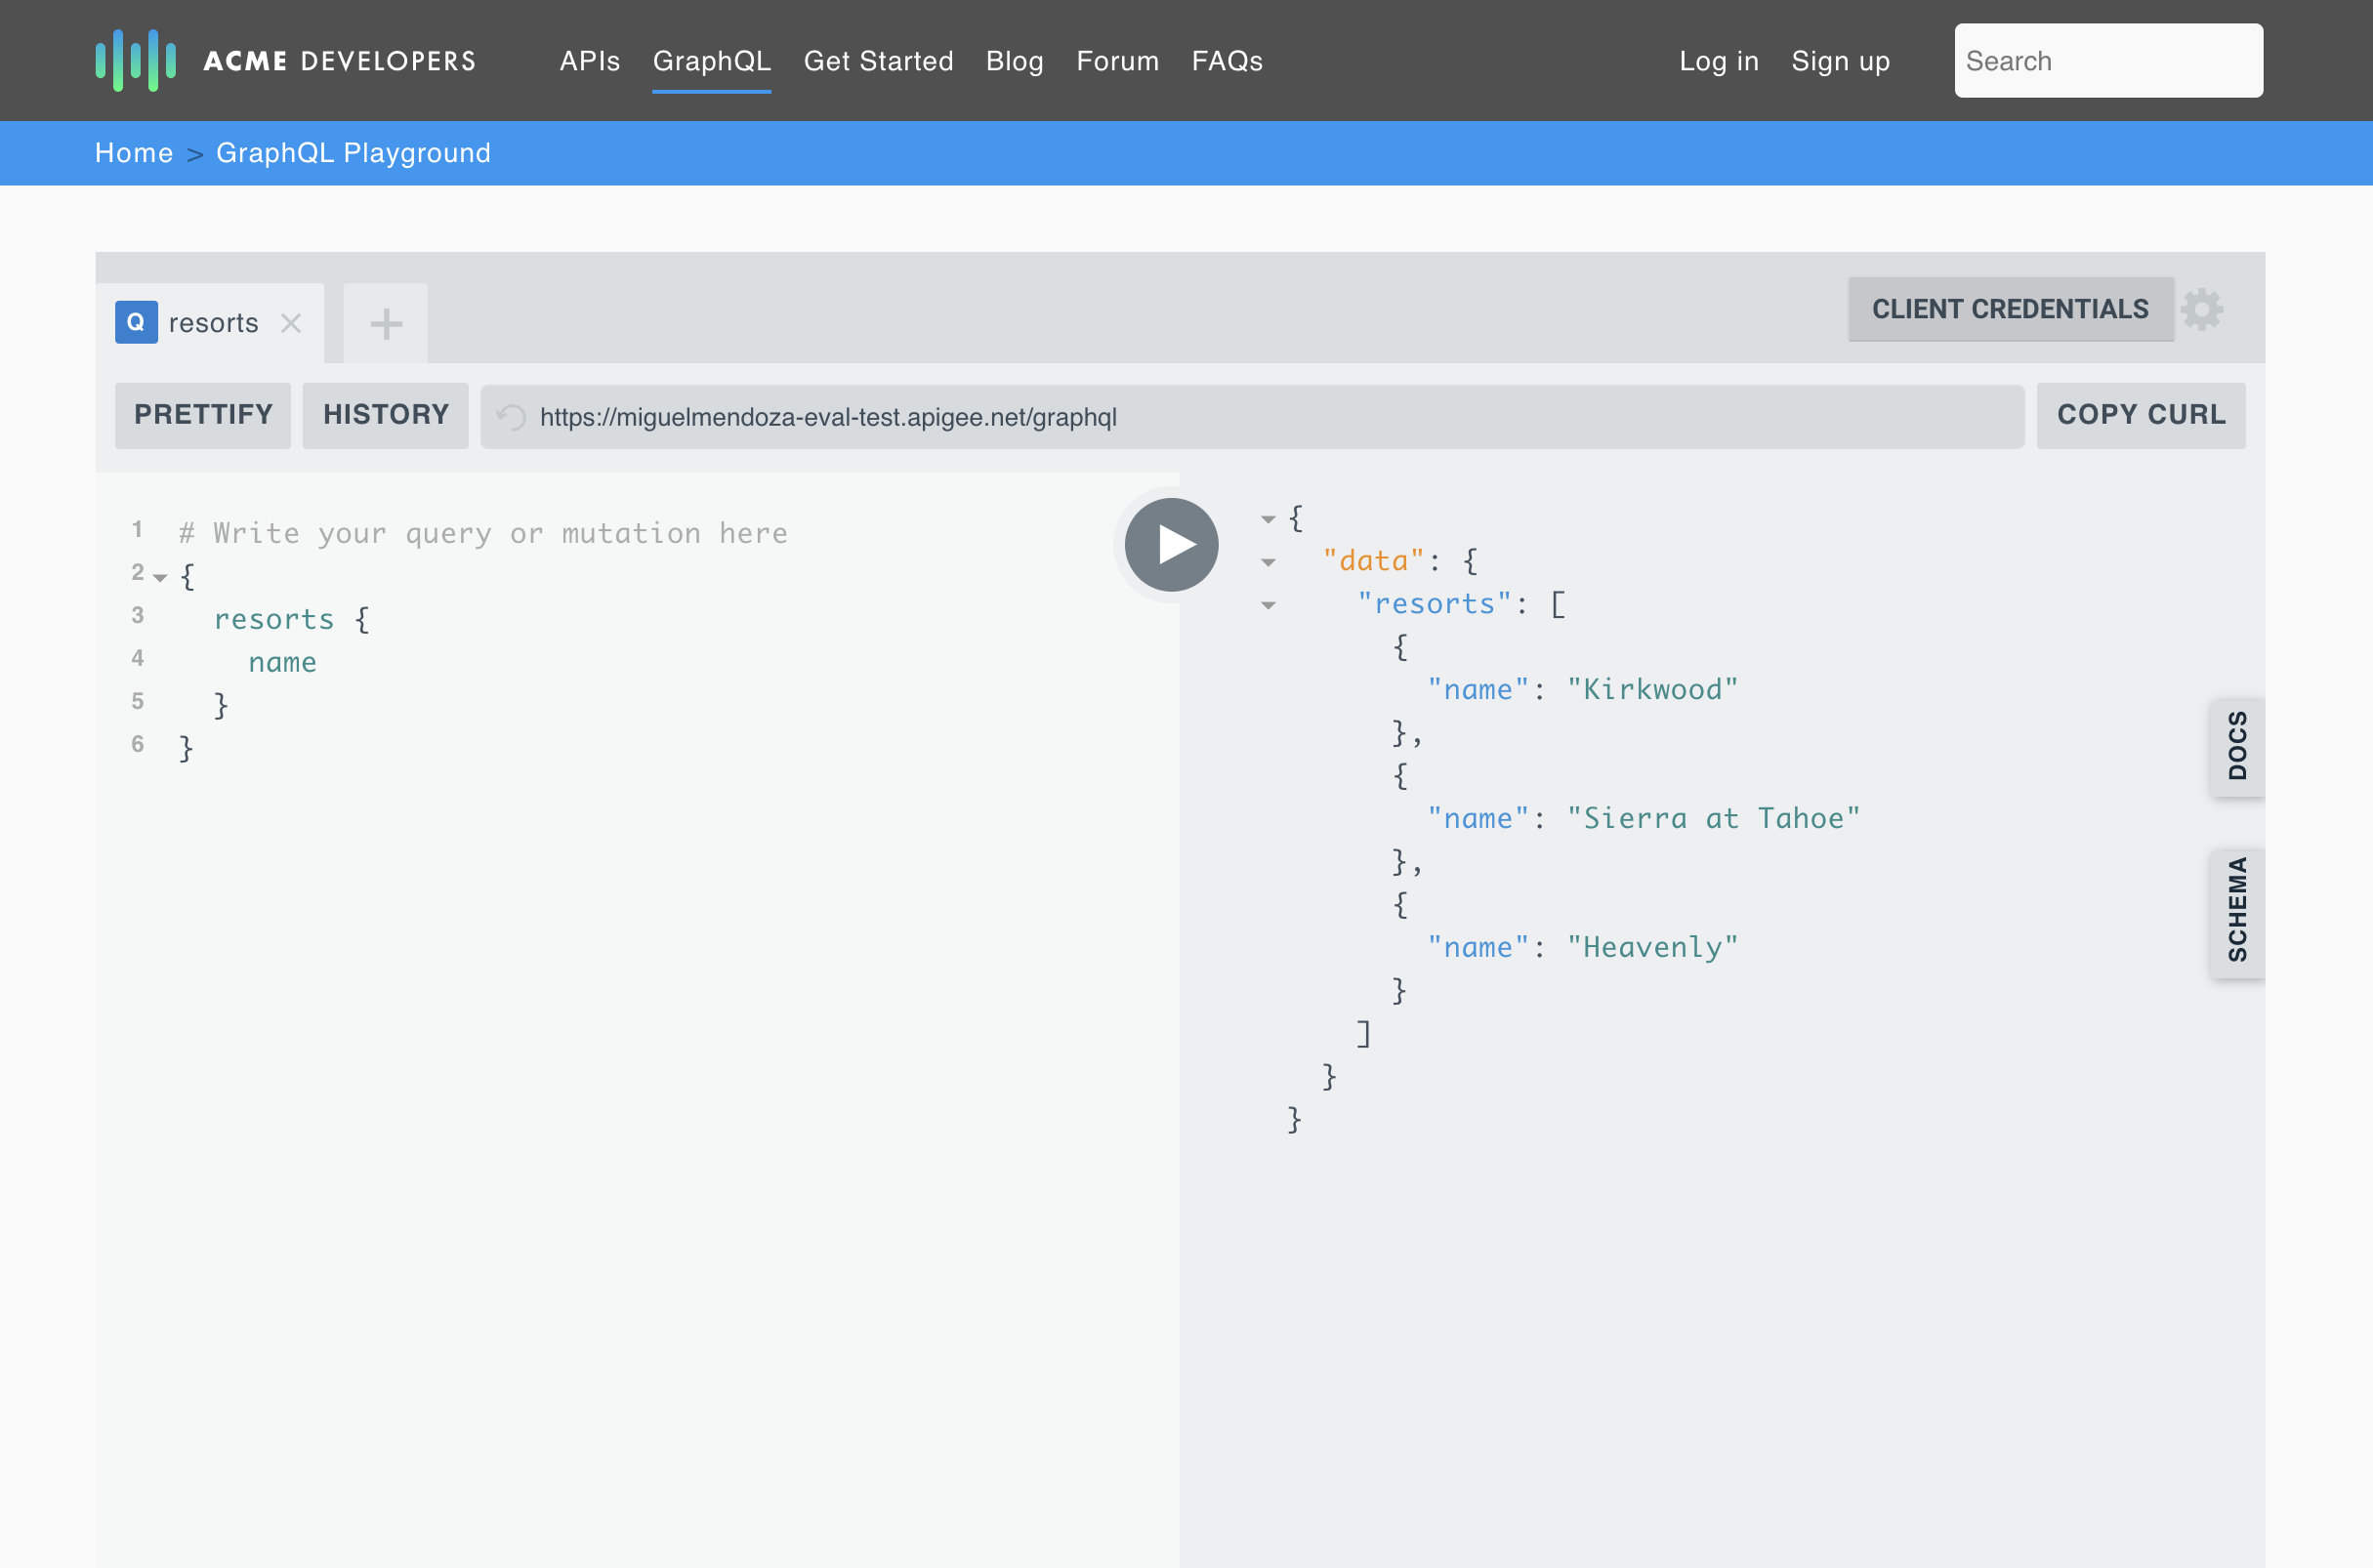 ACME DEVELOPERS APIs GraphQL Get Started Blog Forum FAQs Log in Sign up Search
Home > GraphQL Playground
Q resorts × + CLIENT CREDENTIALS
PRETTIFY HISTORY https://miguelmendoza-eval-test.apigee.net/graphql COPY CURL
1 # Write your query or mutation here
2 {
3 resorts {
4 name
5 }
6 }
{
"data": {
"resorts": [
{
"name": "Kirkwood"
},
{
"name": "Sierra at Tahoe"
},
{
"name": "Heavenly"
}
]
}
}
DOCS
SCHEMA